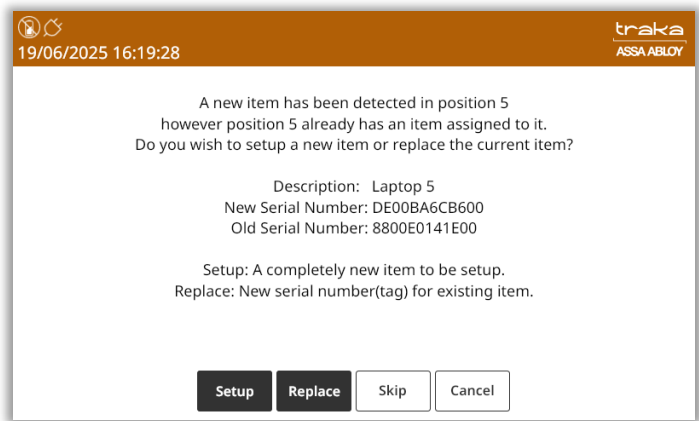 19/06/2025 16:19:28
traka
ASSA ABLOY
A new item has been detected in position 5
however position 5 already has an item assigned to it.
Do you wish to setup a new item or replace the current item?
Description: Laptop 5
New Serial Number: DE00BA6CB600
Old Serial Number: 8800E0141E00
Setup: A completely new item to be setup.
Replace: New serial number(tag) for existing item.
Setup
Replace
Skip
Cancel